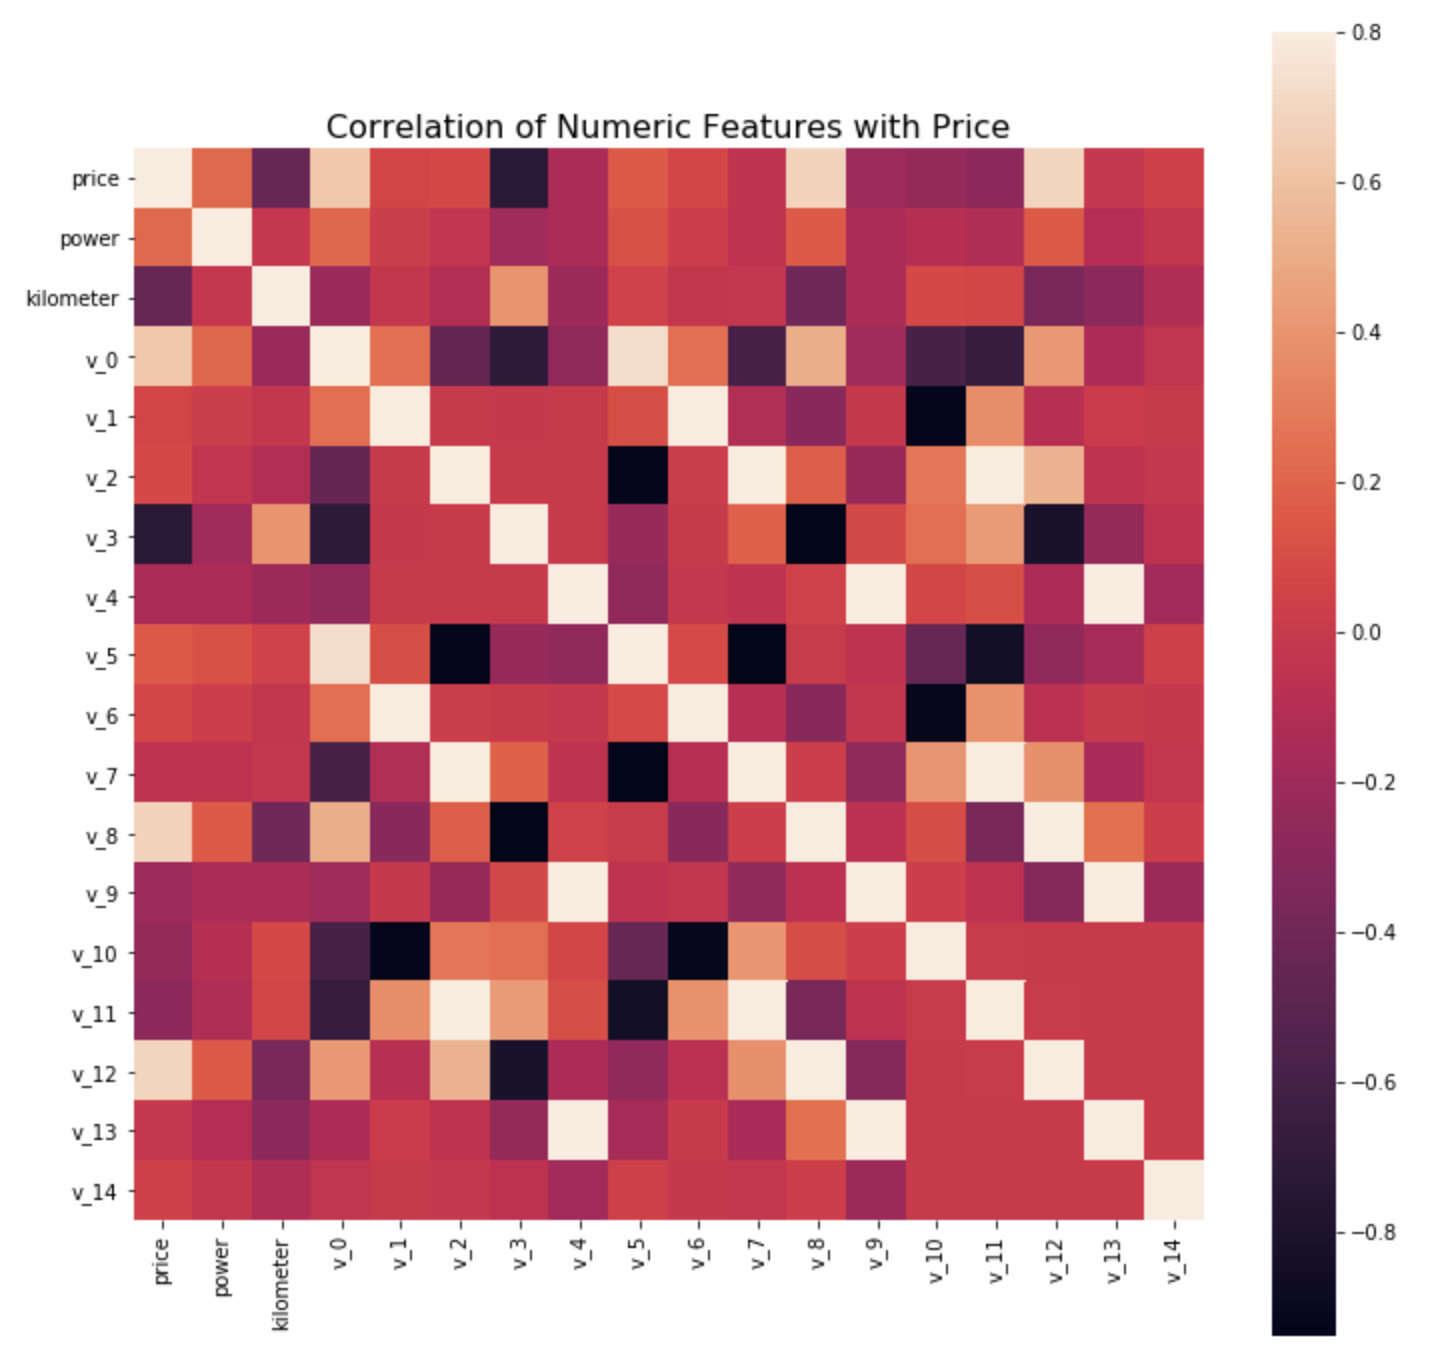 Correlation of Numeric Features with Price
price
power
kilometer
v_0
v_1
v_2
v_3
v_4
v_5
v_6
v_7
v_8
v_9
v_10
v_11
v_12
v_13
v_14
price
power
kilometer
v_0
v_1
v_2
v_3
v_4
v_5
v_6
v_7
v_8
v_9
v_10
v_11
v_12
v_13
v_14
0.8
0.6
0.4
0.2
0.0
−0.2
−0.4
−0.6
−0.8